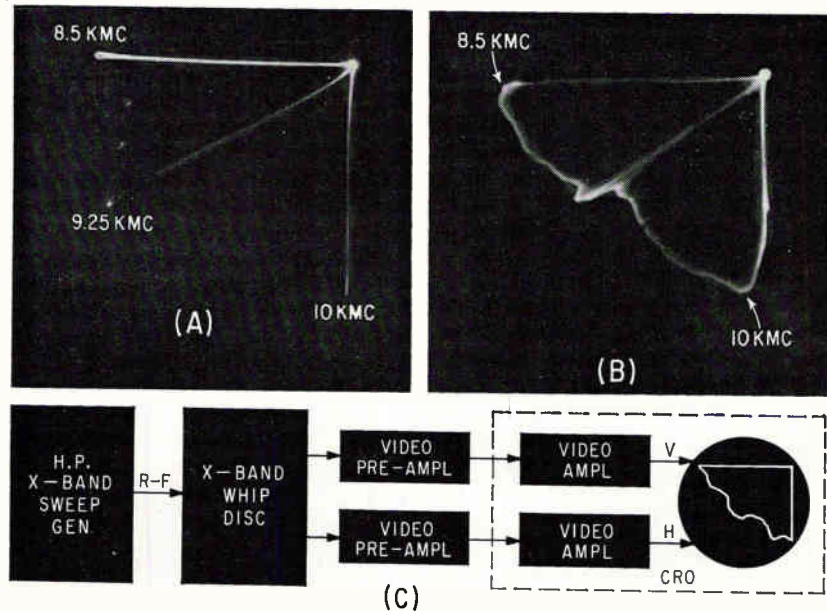 8.5 KMC
9.25 KMC
10 KMC
(A)
8.5 KMC
10 KMC
(B)
H.P.
X-BAND
SWEEP
GEN.
R-F
X-BAND
WHIP
DISC
VIDEO
PRE-AMPL
VIDEO
AMPL
V
VIDEO
PRE-AMPL
VIDEO
AMPL
H
CRO
(C)